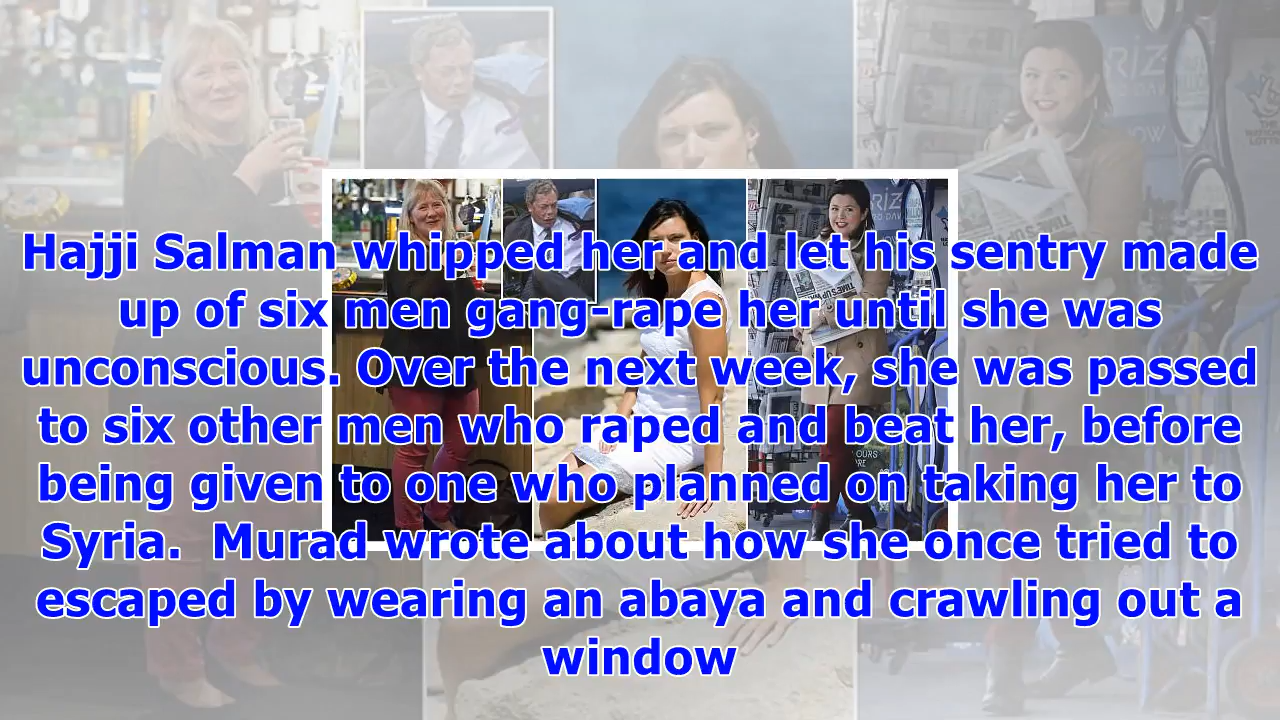 Hajji Salman whipped her and let his sentry made
up of six men gang-rape her until she was
unconscious. Over the next week, she was passed
to six other men who raped and beat her, before
being given to one who planned on taking her to
Syria.  Murad wrote about how she once tried to
escaped by wearing an abaya and crawling out a
window